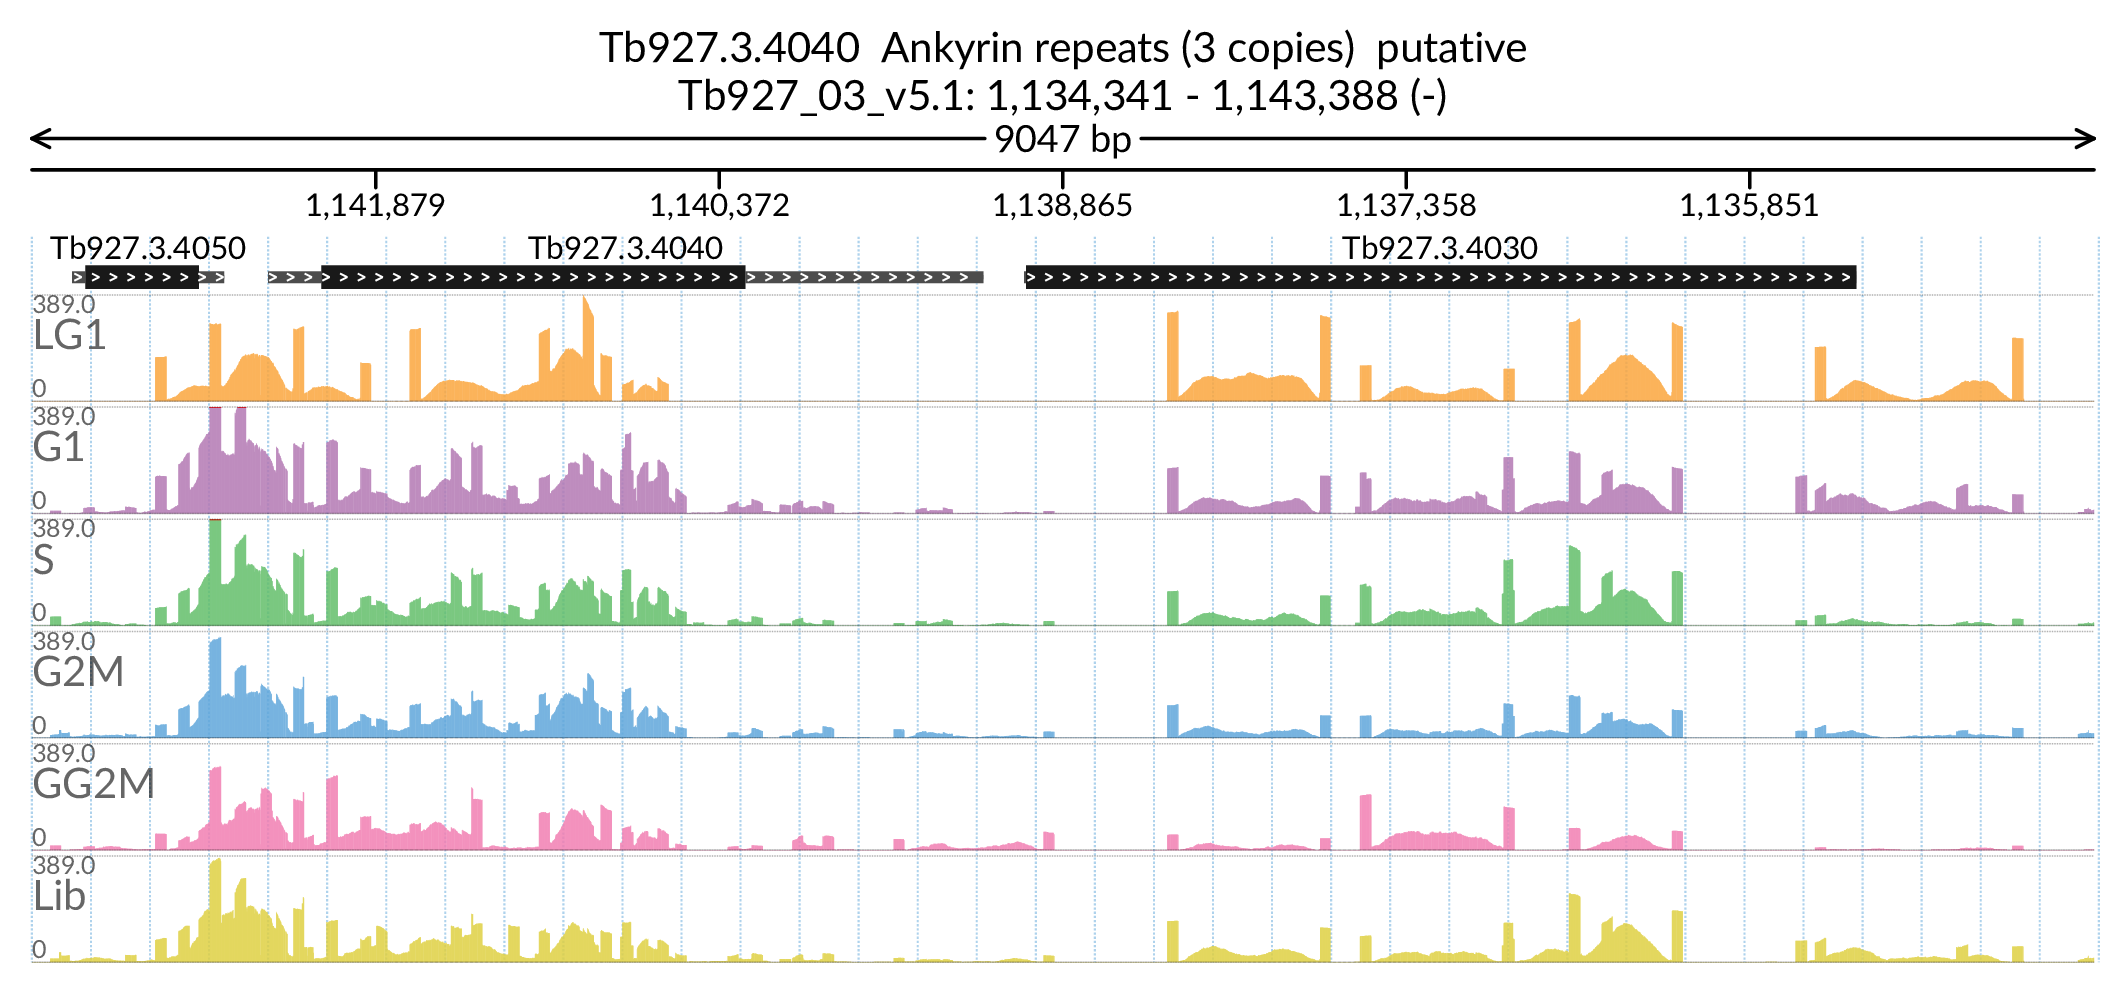 Tb927.3.4040  Ankyrin repeats (3 copies)  putative
Tb927_03_v5.1: 1,134,341 - 1,143,388 (-)
9047 bp
1,141,879 1,140,372 1,138,865 1,137,358 1,135,851
Tb927.3.4050 Tb927.3.4040 Tb927.3.4030
389.0
LG1
0
389.0
G1
0
389.0
S
0
389.0
G2M
0
389.0
GG2M
0
389.0
Lib
0